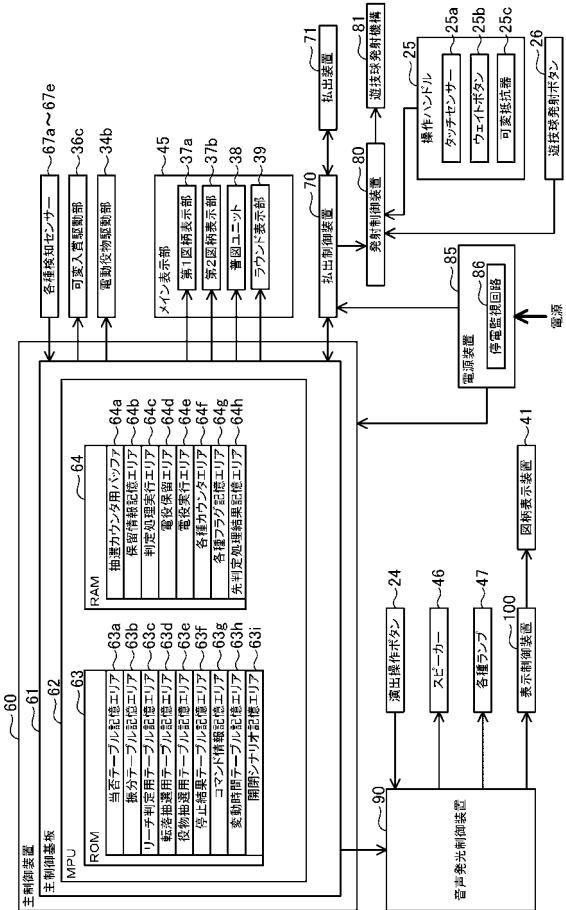 60
主制御装置
61
主制御基板
62
MPU
63
ROM
当否テーブル記憶エリア 63a
振分テーブル記憶エリア 63b
リーチ判定用テーブル記憶エリア 63c
転落抽選用テーブル記憶エリア 63d
役物抽選用テーブル記憶エリア 63e
停止結果テーブル記憶エリア 63f
コマンド情報記憶エリア 63g
変動時間テーブル記憶エリア 63h
開閉シナリオ記憶エリア 63i
64
RAM
抽選カウンタ用バッファ 64a
保留情報記憶エリア 64b
判定処理実行エリア 64c
電役保留エリア 64d
電役実行エリア 64e
各種カウンタエリア 64f
各種フラグ記憶エリア 64g
先判定処理結果記憶エリア 64h
各種検知センサー 67a～67e
可変入賞駆動部 36c
電動役物駆動部 34b
メイン表示部 45
第1図柄表示部 37a
第2図柄表示部 37b
普図ユニット 38
ラウンド表示部 39
払出制御装置 70
払出装置 71
発射制御装置 80
遊技球発射機構 81
操作ハンドル 25
タッチセンサー 25a
ウェイトボタン 25b
可変抵抗器 25c
遊技球発射ボタン 26
電源装置 85
停電監視回路 86
電源
90
音声発光制御装置
演出操作ボタン 24
スピーカー 46
各種ランプ 47
表示制御装置 100
図柄表示装置 41